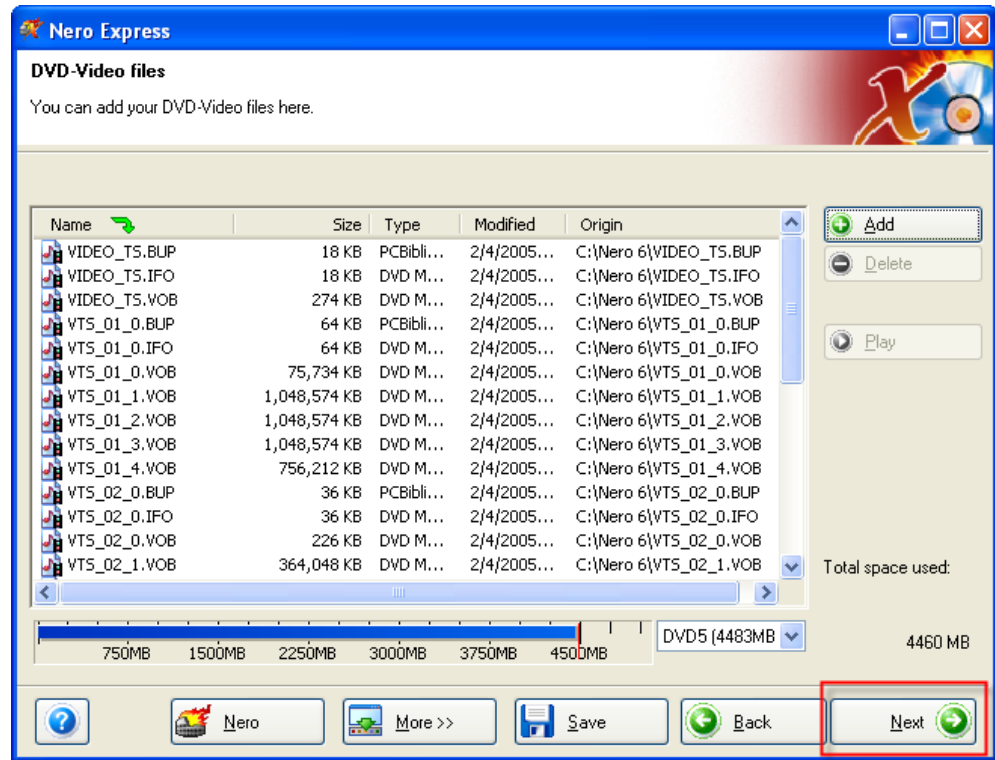 Nero Express
DVD-Video files
You can add your DVD-Video files here.
Name Size Type Modified Origin
VIDEO_TS.BUP 18 KB PCBibli... 2/4/2005... C:\Nero 6\VIDEO_TS.BUP
VIDEO_TS.IFO 18 KB DVD M... 2/4/2005... C:\Nero 6\VIDEO_TS.IFO
VIDEO_TS.VOB 274 KB DVD M... 2/4/2005... C:\Nero 6\VIDEO_TS.VOB
VTS_01_0.BUP 64 KB PCBibli... 2/4/2005... C:\Nero 6\VTS_01_0.BUP
VTS_01_0.IFO 64 KB DVD M... 2/4/2005... C:\Nero 6\VTS_01_0.IFO
VTS_01_0.VOB 75,734 KB DVD M... 2/4/2005... C:\Nero 6\VTS_01_0.VOB
VTS_01_1.VOB 1,048,574 KB DVD M... 2/4/2005... C:\Nero 6\VTS_01_1.VOB
VTS_01_2.VOB 1,048,574 KB DVD M... 2/4/2005... C:\Nero 6\VTS_01_2.VOB
VTS_01_3.VOB 1,048,574 KB DVD M... 2/4/2005... C:\Nero 6\VTS_01_3.VOB
VTS_01_4.VOB 756,212 KB DVD M... 2/4/2005... C:\Nero 6\VTS_01_4.VOB
VTS_02_0.BUP 36 KB PCBibli... 2/4/2005... C:\Nero 6\VTS_02_0.BUP
VTS_02_0.IFO 36 KB DVD M... 2/4/2005... C:\Nero 6\VTS_02_0.IFO
VTS_02_0.VOB 226 KB DVD M... 2/4/2005... C:\Nero 6\VTS_02_0.VOB
VTS_02_1.VOB 364,048 KB DVD M... 2/4/2005... C:\Nero 6\VTS_02_1.VOB
Add
Delete
Play
Total space used:
4460 MB
750MB 1500MB 2250MB 3000MB 3750MB 4500MB
DVD5 (4483MB
Nero More >> Save Back Next